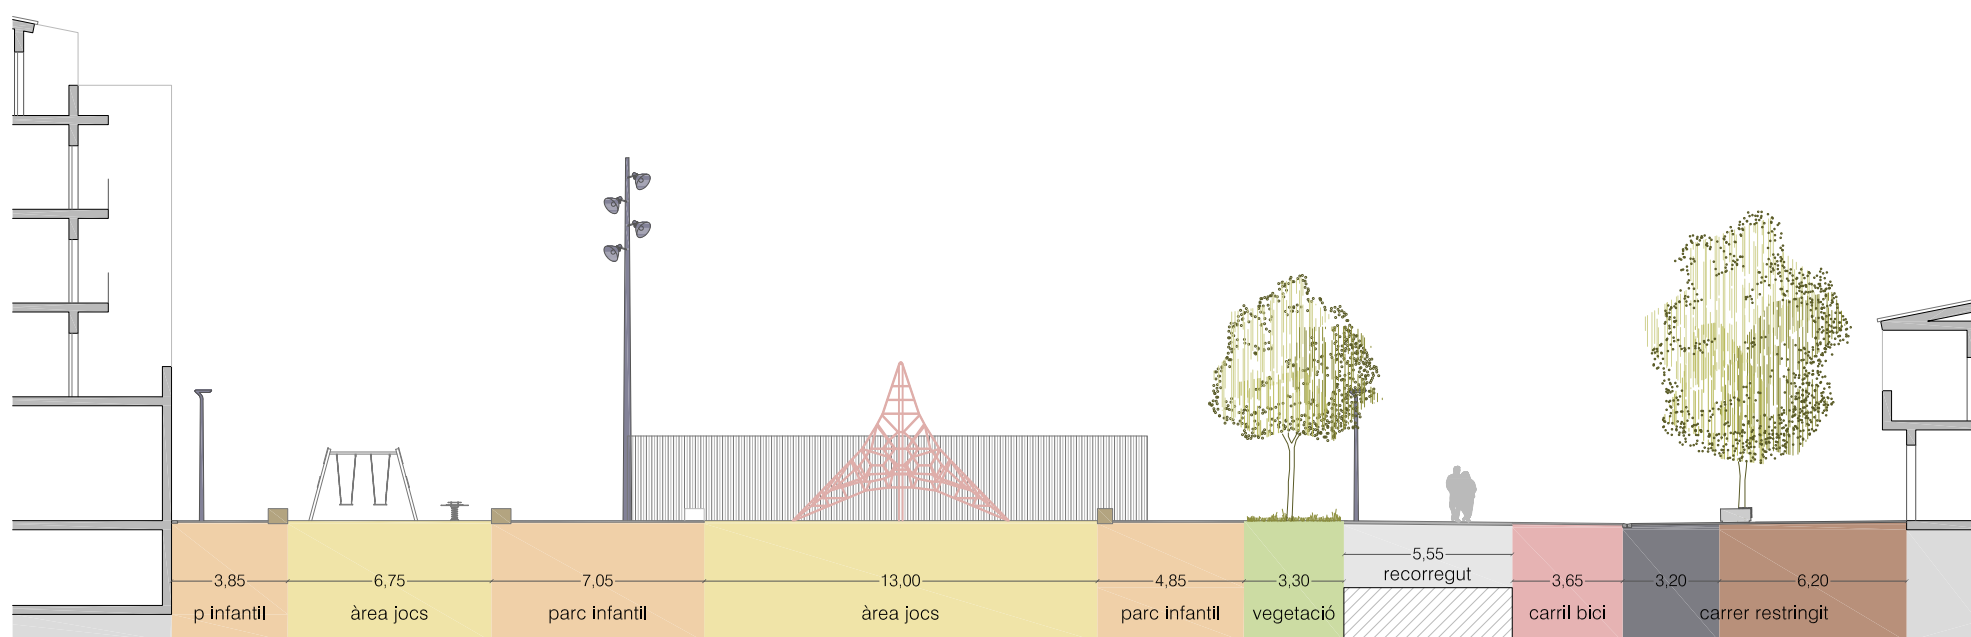 5,55
recorregut
3,85 6,75 7,05 13,00 4,85 3,30 3,65 3,20 6,20
p infantil àrea jocs parc infantil àrea jocs parc infantil vegetació carril bici carrer restringit